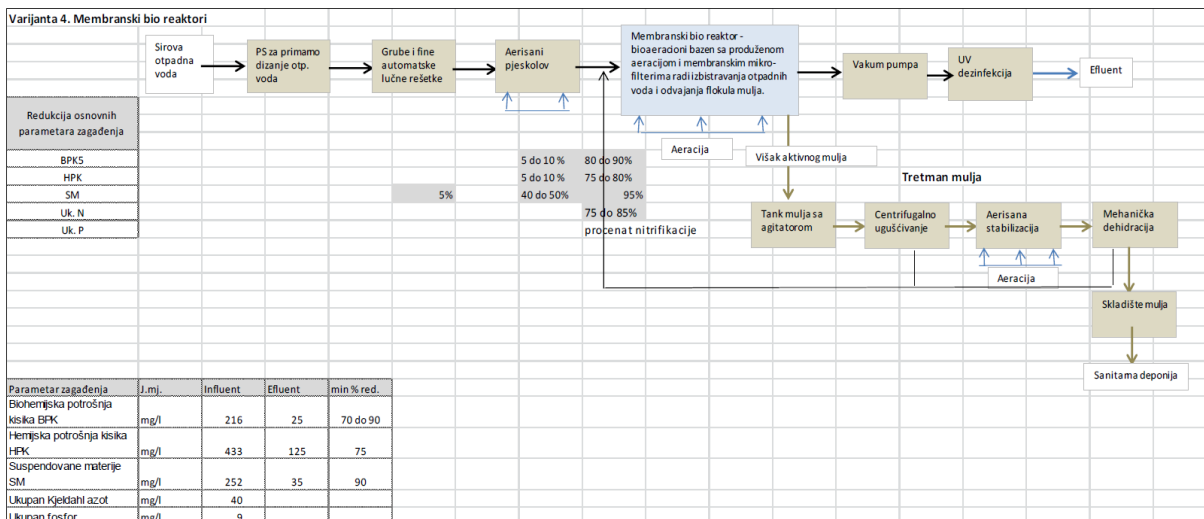 Varijanta 4. Membranski bio reaktori
Sirova
otpadna
voda
PS za primarno
dizanje otp.
voda
Grube i fine
automatske
lučne rešetke
Aerisani
pjeskolov
Membranski bio reaktor -
bioaeracioni bazen sa produženom
aeracijom i membranskim mikro-
filterima radi izbistravanja otpadnih
voda i odvajanja flokula mulja.
Vakum pumpa
UV
dezinfekcija
Efluent
Redukcija osnovnih
parametara zagađenja
Aeracija
Višak aktivnog mulja
BPK5 5 do 10 % 80 do 90%
HPK 5 do 10% 75 do 80%
SM 5% 40 do 50% 95%
Uk. N 75 do 85%
Uk. P procenat nitrifikacije
Tretman mulja
Tank mulja sa
agitatorom
Centrifugalno
ugušćivanje
Aerisana
stabilizacija
Mehanička
dehidracija
Aeracija
Skladište mulja
Sanitarna deponija
Parametar zagađenja J.mj. Influent Efluent min % red.
Biohemijska potrošnja
kisika BPK mg/l 216 25 70 do 90
Hemijska potrošnja kisika
HPK mg/l 433 125 75
Suspendovane materije
SM mg/l 252 35 90
Ukupan Kjeldahl azot mg/l 40
Ukupan fosfor mg/l 9